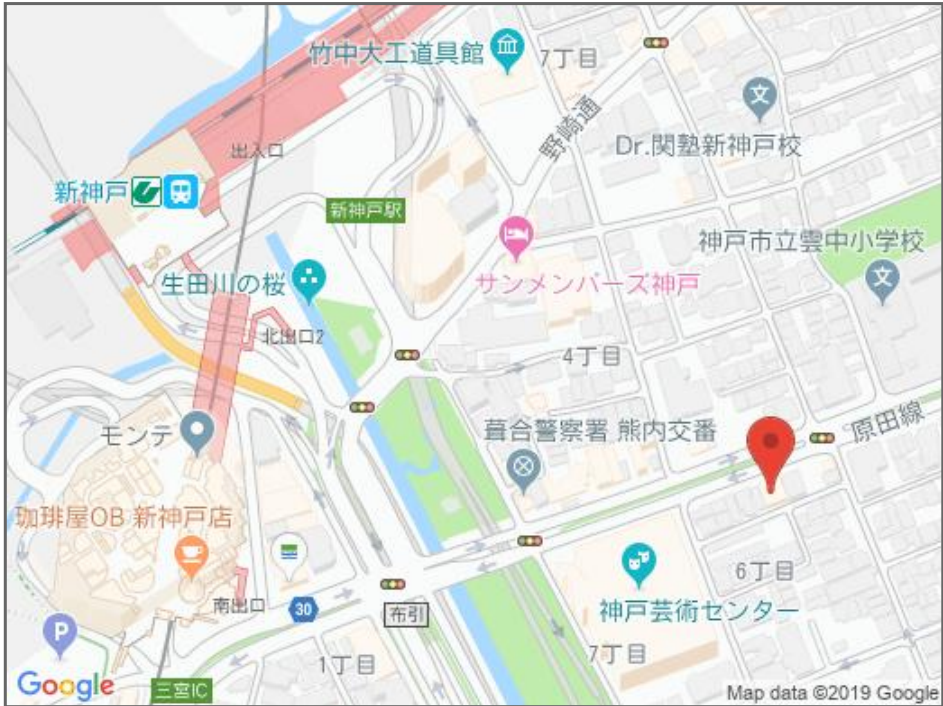 竹中大工道具館
7丁目
野崎通
Dr.関塾新神戸校
出入口
新神戸
新神戸駅
神戸市立雲中小学校
サンメンバーズ神戸
生田川の桜
北出口2
4丁目
モンテ
葺合警察署 熊内交番
原田線
珈琲屋OB 新神戸店
6丁目
南出口
30
布引
神戸芸術センター
P
1丁目
7丁目
Google
三宮IC
Map data ©2019 Google
文
文